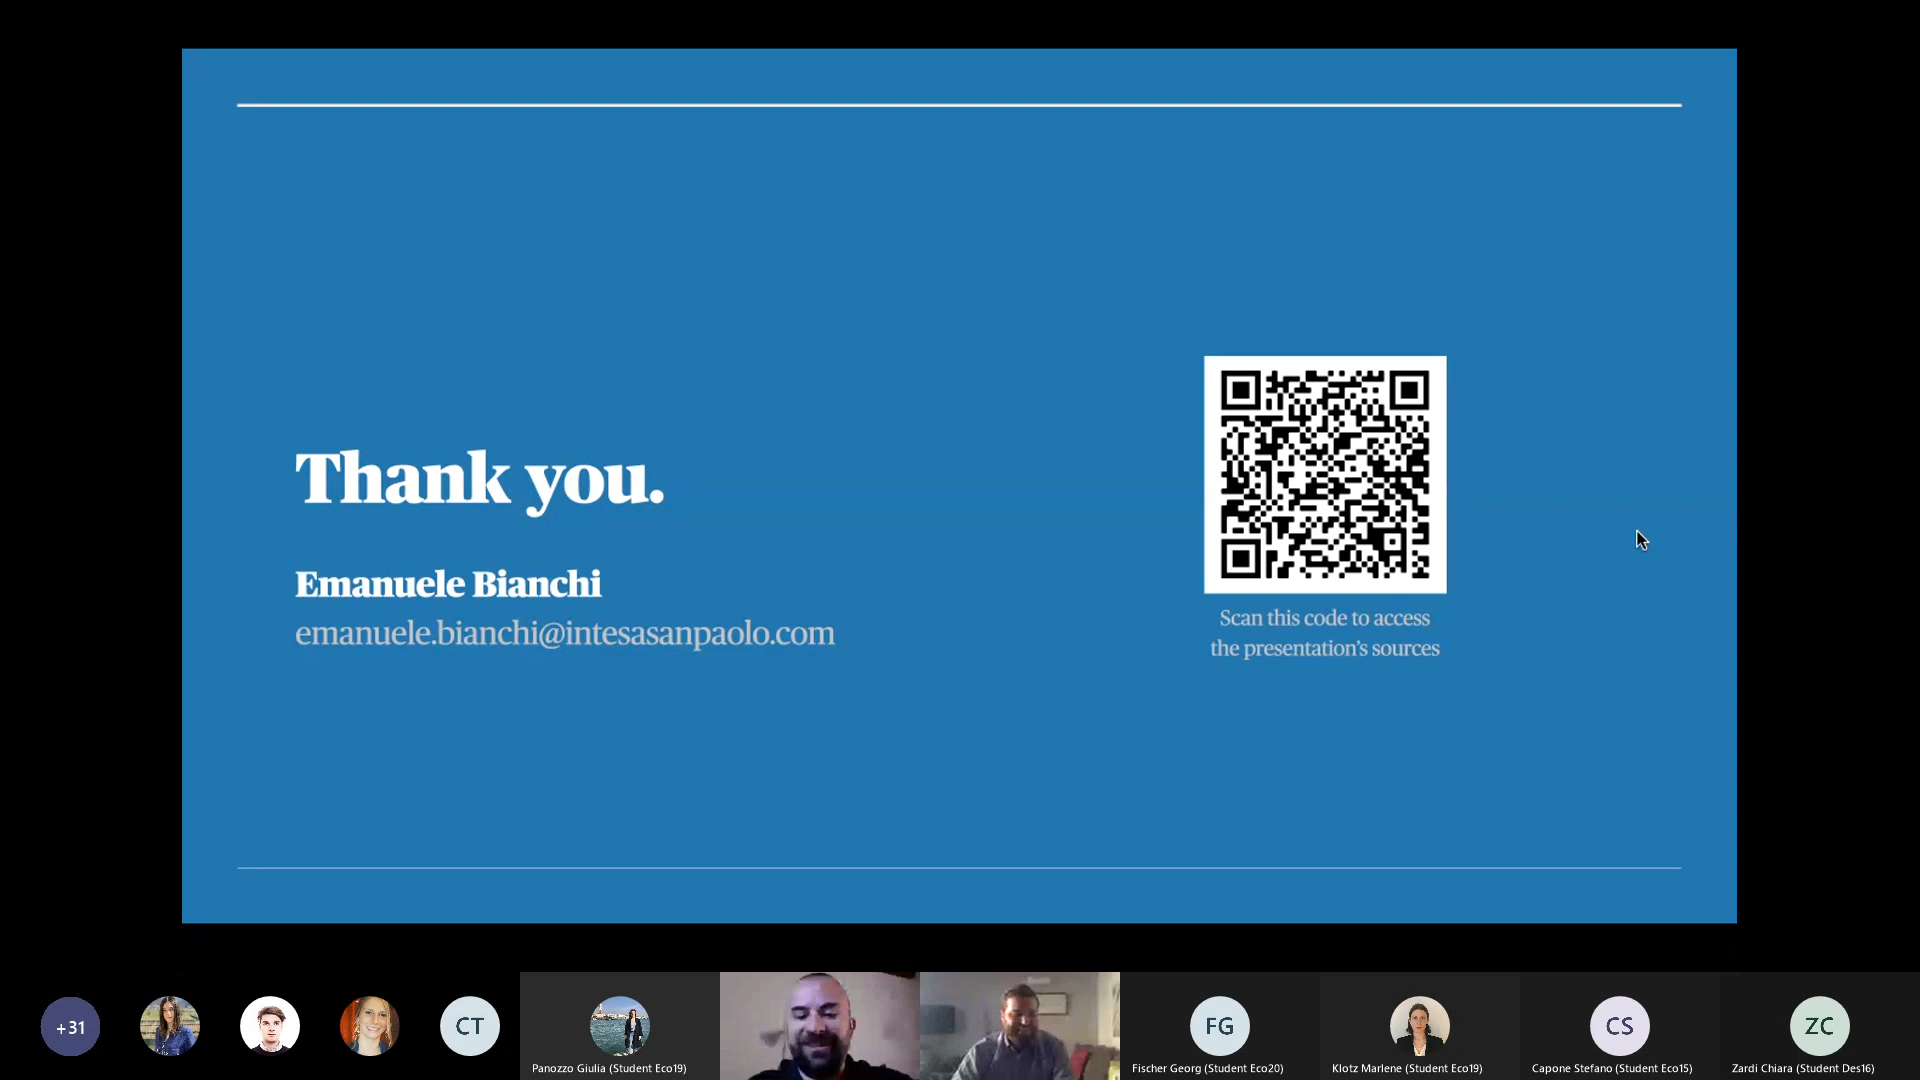 Thank you.
Emanuele Bianchi
emanuele.bianchi@intesasanpaolo.com
Scan this code to access
the presentation's sources
+31
CT
Panozzo Giulia (Student Eco19)
FG
Fischer Georg (Student Eco20)
Klotz Marlene (Student Eco19)
CS
Capone Stefano (Student Eco15)
ZC
Zardi Chiara (Student Des16)